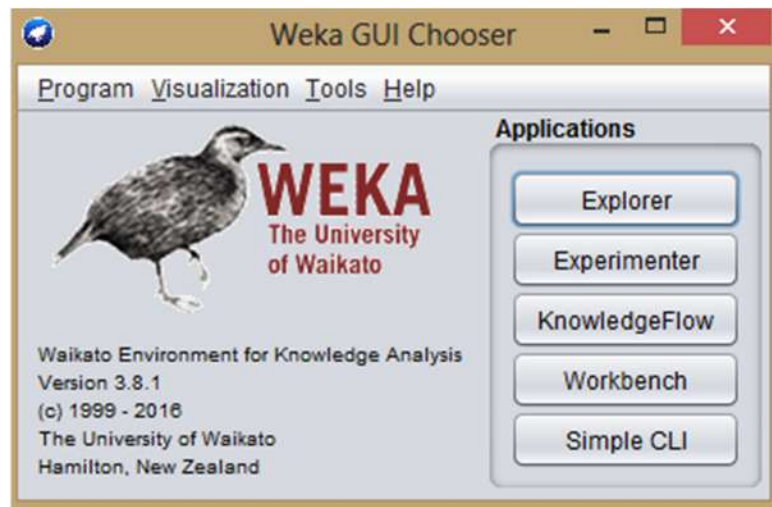 Weka GUI Chooser
Program Visualization Tools Help
WEKA
The University
of Waikato
Waikato Environment for Knowledge Analysis
Version 3.8.1
(c) 1999 - 2016
The University of Waikato
Hamilton, New Zealand
Applications
Explorer
Experimenter
KnowledgeFlow
Workbench
Simple CLI